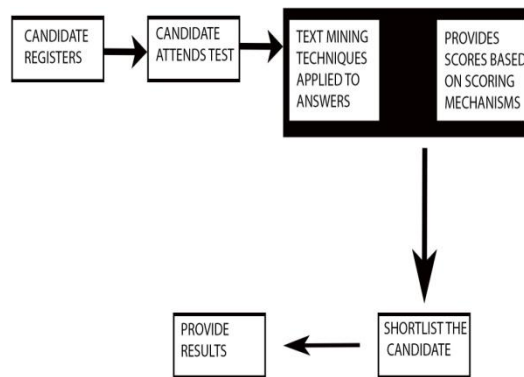 CANDIDATE
REGISTERS
CANDIDATE
ATTENDS TEST
TEXT MINING
TECHNIQUES
APPLIED TO
ANSWERS
PROVIDES
SCORES BASED
ON SCORING
MECHANISMS
SHORTLIST THE
CANDIDATE
PROVIDE
RESULTS